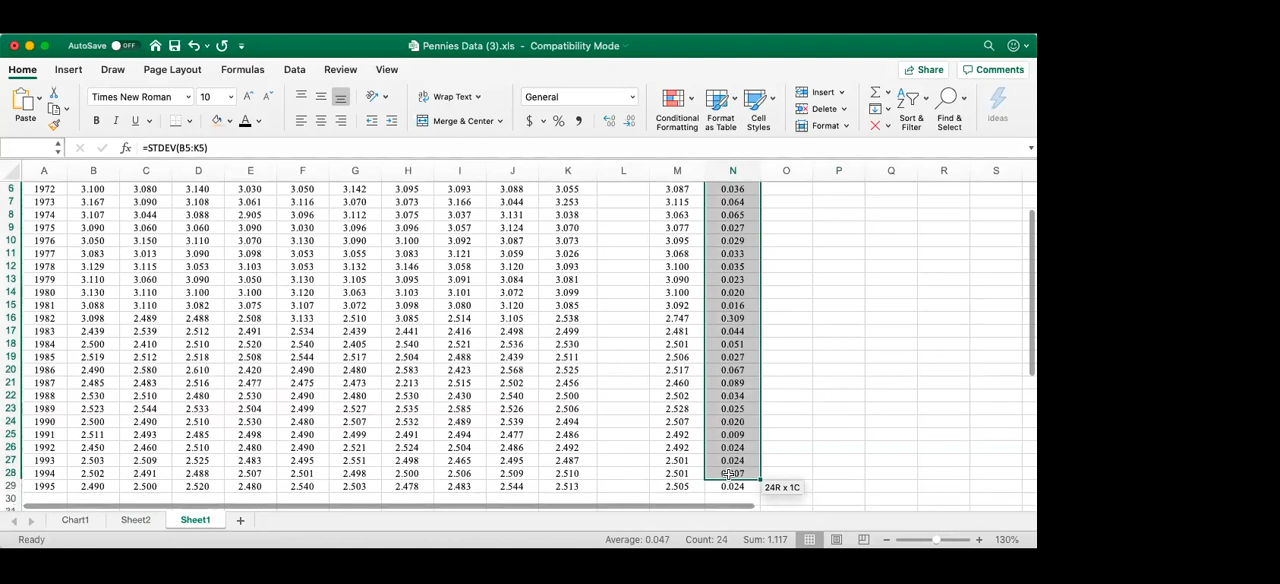 AutoSave OFF Pennies Data (3).xls - Compatibility Mode
Home Insert Draw Page Layout Formulas Data Review View Share Comments
Paste Times New Roman 10 A^ A˅ Wrap Text General Conditional Formatting Format as Table Cell Styles Insert Delete Format Sort & Filter Find & Select Ideas
B I U A Merge & Center $ % 9
fx =STDEV(B5:K5)
A B C D E F G H I J K L M N O P Q R S
6 1972 3.100 3.080 3.140 3.030 3.050 3.142 3.095 3.093 3.088 3.055 3.087 0.036
7 1973 3.167 3.090 3.108 3.061 3.116 3.070 3.073 3.166 3.044 3.253 3.115 0.064
8 1974 3.107 3.044 3.088 2.905 3.096 3.112 3.075 3.037 3.131 3.038 3.063 0.065
9 1975 3.090 3.060 3.060 3.090 3.030 3.096 3.096 3.057 3.124 3.070 3.077 0.027
10 1976 3.050 3.150 3.110 3.070 3.130 3.090 3.100 3.092 3.087 3.073 3.095 0.029
11 1977 3.083 3.013 3.090 3.098 3.053 3.055 3.083 3.121 3.059 3.026 3.068 0.033
12 1978 3.129 3.115 3.053 3.103 3.053 3.132 3.146 3.058 3.120 3.093 3.100 0.035
13 1979 3.110 3.060 3.090 3.050 3.130 3.105 3.095 3.091 3.084 3.081 3.090 0.023
14 1980 3.130 3.110 3.100 3.100 3.120 3.063 3.103 3.101 3.072 3.099 3.100 0.020
15 1981 3.088 3.110 3.082 3.075 3.107 3.072 3.098 3.080 3.120 3.085 3.092 0.016
16 1982 3.098 2.489 2.488 2.508 3.133 2.510 3.085 2.514 3.105 2.538 2.747 0.309
17 1983 2.439 2.539 2.512 2.491 2.534 2.439 2.441 2.416 2.498 2.499 2.481 0.044
18 1984 2.500 2.410 2.510 2.520 2.540 2.405 2.540 2.521 2.536 2.530 2.501 0.051
19 1985 2.519 2.512 2.518 2.508 2.544 2.517 2.504 2.488 2.439 2.511 2.506 0.027
20 1986 2.490 2.580 2.610 2.420 2.490 2.480 2.583 2.423 2.568 2.525 2.517 0.067
21 1987 2.485 2.483 2.516 2.477 2.475 2.473 2.213 2.515 2.502 2.456 2.460 0.089
22 1988 2.530 2.510 2.480 2.530 2.490 2.480 2.530 2.430 2.540 2.500 2.502 0.034
23 1989 2.523 2.544 2.533 2.504 2.499 2.527 2.535 2.585 2.526 2.506 2.528 0.025
24 1990 2.500 2.490 2.510 2.530 2.480 2.507 2.532 2.489 2.539 2.494 2.507 0.020
25 1991 2.511 2.493 2.485 2.498 2.490 2.499 2.491 2.494 2.477 2.486 2.492 0.009
26 1992 2.450 2.460 2.510 2.480 2.490 2.521 2.524 2.504 2.486 2.492 2.492 0.024
27 1993 2.503 2.509 2.525 2.483 2.495 2.551 2.498 2.465 2.495 2.487 2.501 0.024
28 1994 2.502 2.491 2.488 2.507 2.501 2.498 2.500 2.506 2.509 2.510 2.501
29 1995 2.490 2.500 2.520 2.480 2.540 2.503 2.478 2.483 2.544 2.513 2.505 0.024 24R x 1C
30
Chart1 Sheet2 Sheet1 +
Ready Average: 0.047 Count: 24 Sum: 1.117 130%